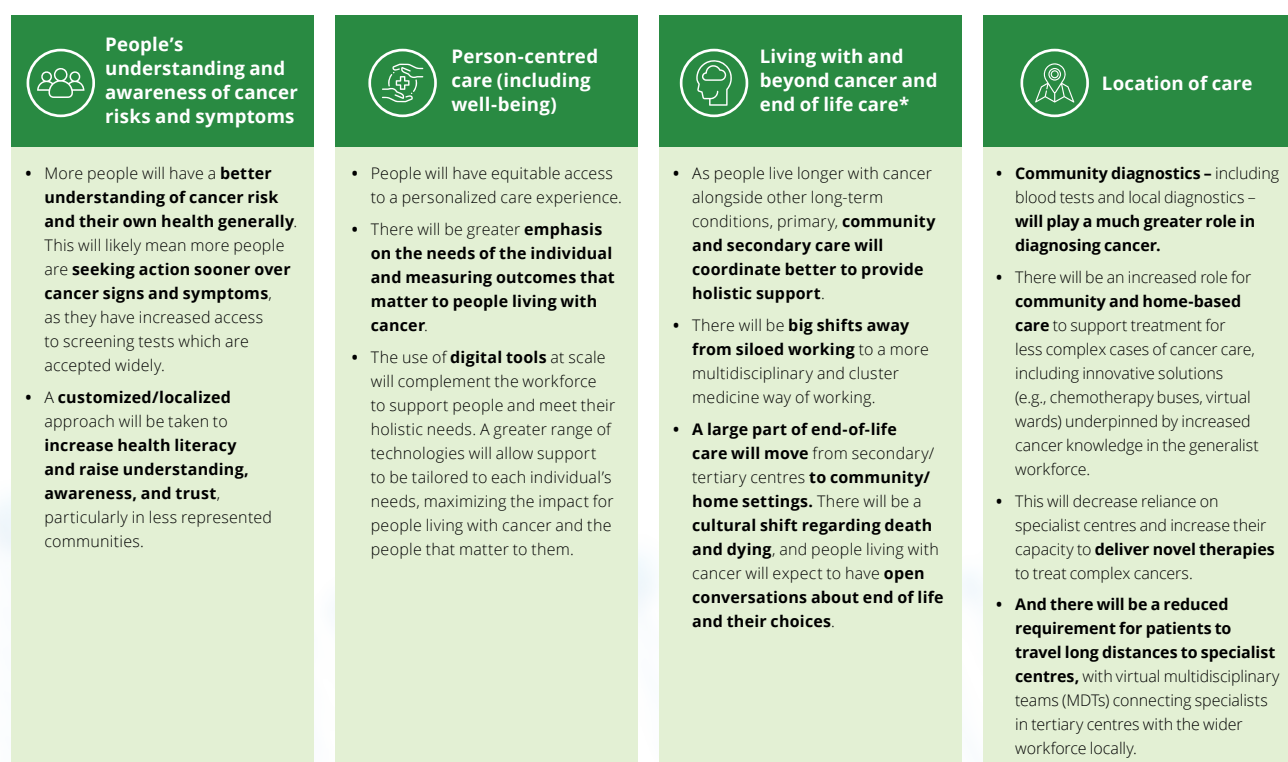 People's
understanding and
awareness of cancer
risks and symptoms
• More people will have a better
understanding of cancer risk
and their own health generally.
This will likely mean more people
are seeking action sooner over
cancer signs and symptoms,
as they have increased access
to screening tests which are
accepted widely.
• A customized/localized
approach will be taken to
increase health literacy
and raise understanding,
awareness, and trust,
particularly in less represented
communities.
Person-centred
care (including
well-being)
• People will have equitable access
to a personalized care experience.
• There will be greater emphasis
on the needs of the individual
and measuring outcomes that
matter to people living with
cancer.
• The use of digital tools at scale
will complement the workforce
to support people and meet their
holistic needs. A greater range of
technologies will allow support
to be tailored to each individual's
needs, maximizing the impact for
people living with cancer and the
people that matter to them.
Living with and
beyond cancer and
end of life care*
• As people live longer with cancer
alongside other long-term
conditions, primary, community
and secondary care will
coordinate better to provide
holistic support.
• There will be big shifts away
from siloed working to a more
multidisciplinary and cluster
medicine way of working.
• A large part of end-of-life
care will move from secondary/
tertiary centres to community/
home settings. There will be a
cultural shift regarding death
and dying, and people living with
cancer will expect to have open
conversations about end of life
and their choices.
Location of care
• Community diagnostics – including
blood tests and local diagnostics –
will play a much greater role in
diagnosing cancer.
• There will be an increased role for
community and home-based
care to support treatment for
less complex cases of cancer care,
including innovative solutions
(e.g., chemotherapy buses, virtual
wards) underpinned by increased
cancer knowledge in the generalist
workforce.
• This will decrease reliance on
specialist centres and increase their
capacity to deliver novel therapies
to treat complex cancers.
• And there will be a reduced
requirement for patients to
travel long distances to specialist
centres, with virtual multidisciplinary
teams (MDTs) connecting specialists
in tertiary centres with the wider
workforce locally.